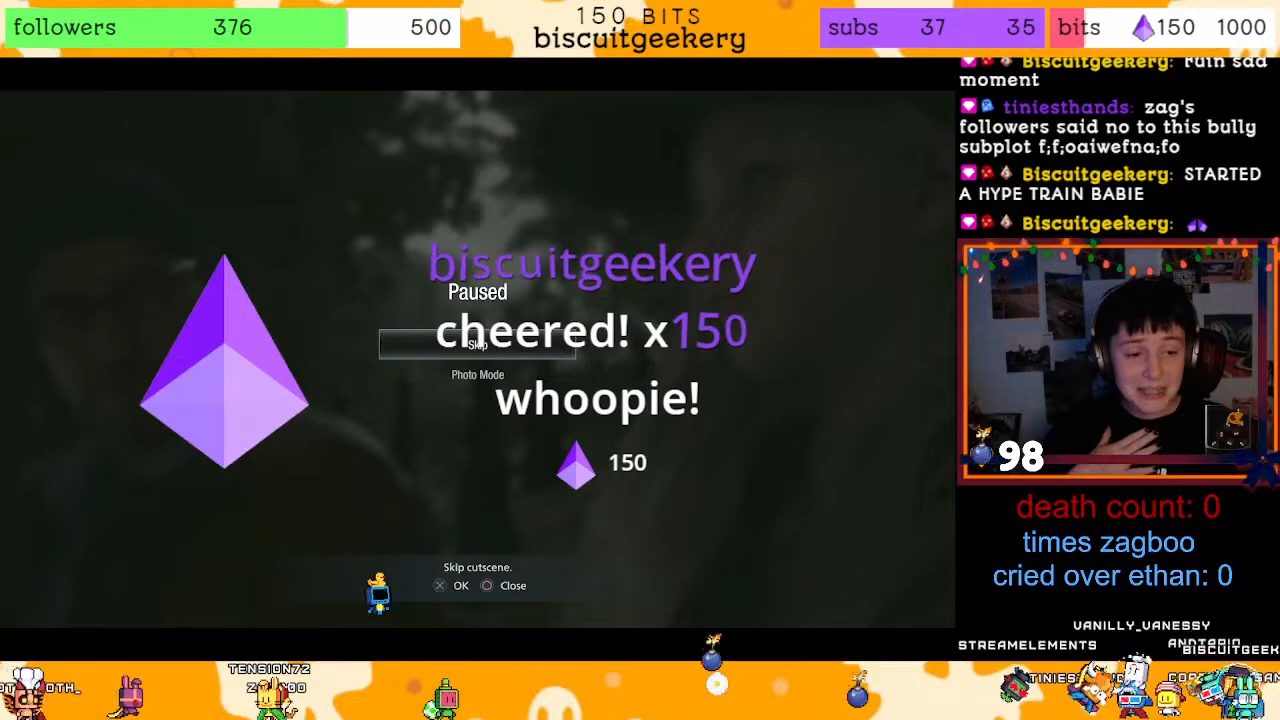 followers 376 500
150 BITS
biscuitgeekery
subs 37 35
bits 150 1000
Biscuitgeekery: ruin sad
moment
tiniesthands: zag's
followers said no to this bully
subplot f;f;oaiwefna;fo
Biscuitgeekery: STARTED
A HYPE TRAIN BABIE
Biscuitgeekery:
biscuitgeekery
Paused
cheered! x150
Skip
Photo Mode
whoopie!
150
98
death count: 0
times zagboo
cried over ethan: 0
Skip cutscene.
OK Close
VANILLY_VANESSY
STREAMELEMENTS
BISCUITGEEK
TENSION72